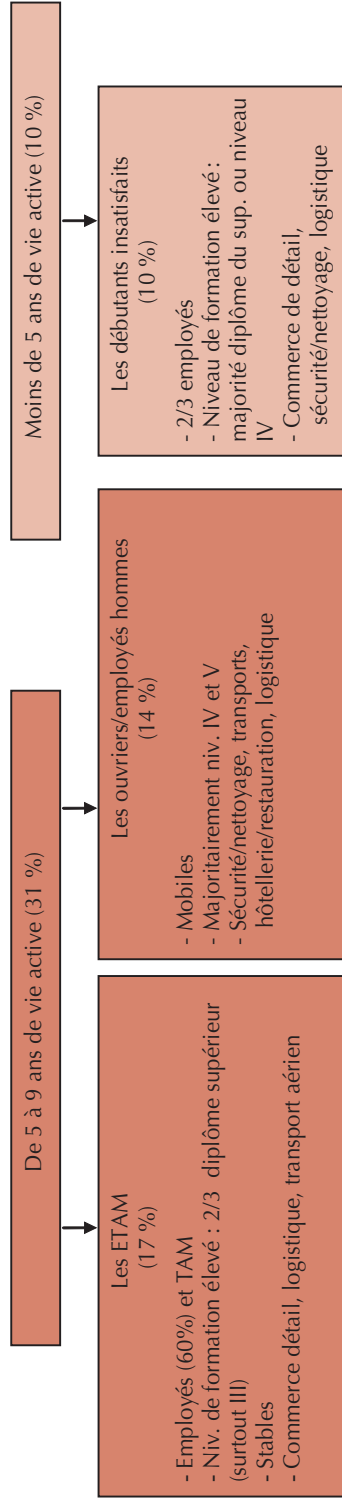 De 5 à 9 ans de vie active (31 %)
Moins de 5 ans de vie active (10 %)
Les ETAM
(17 %)
- Employés (60%) et TAM
- Niv. de formation élevé : 2/3 diplôme supérieur
(surtout III)
- Stables
- Commerce détail, logistique, transport aérien
Les ouvriers/employés hommes
(14 %)
- Mobiles
- Majoritairement niv. IV et V
- Sécurité/nettoyage, transports,
hôtellerie/restauration, logistique
Les débutants insatisfaits
(10 %)
- 2/3 employés
- Niveau de formation élevé :
majorité diplôme du sup. ou niveau
IV
- Commerce de détail,
sécurité/nettoyage, logistique